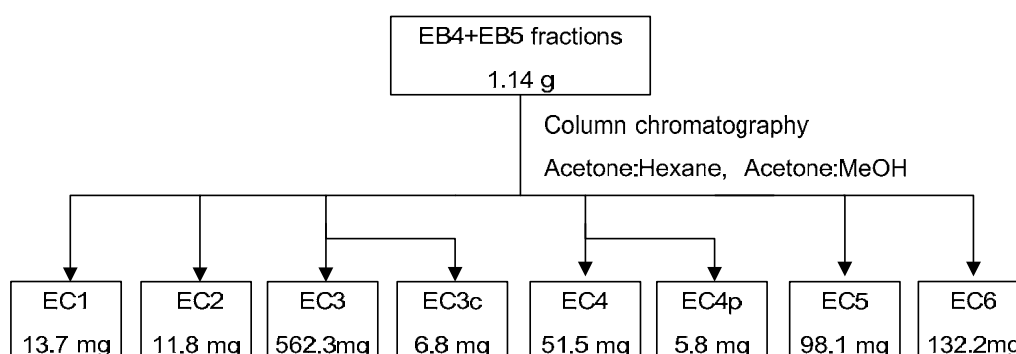 EB4+EB5 fractions
1.14 g
Column chromatography
Acetone:Hexane, Acetone:MeOH
EC1 EC2 EC3 EC3c EC4 EC4p EC5 EC6
13.7 mg 11.8 mg 562.3mg 6.8 mg 51.5 mg 5.8 mg 98.1 mg 132.2mg